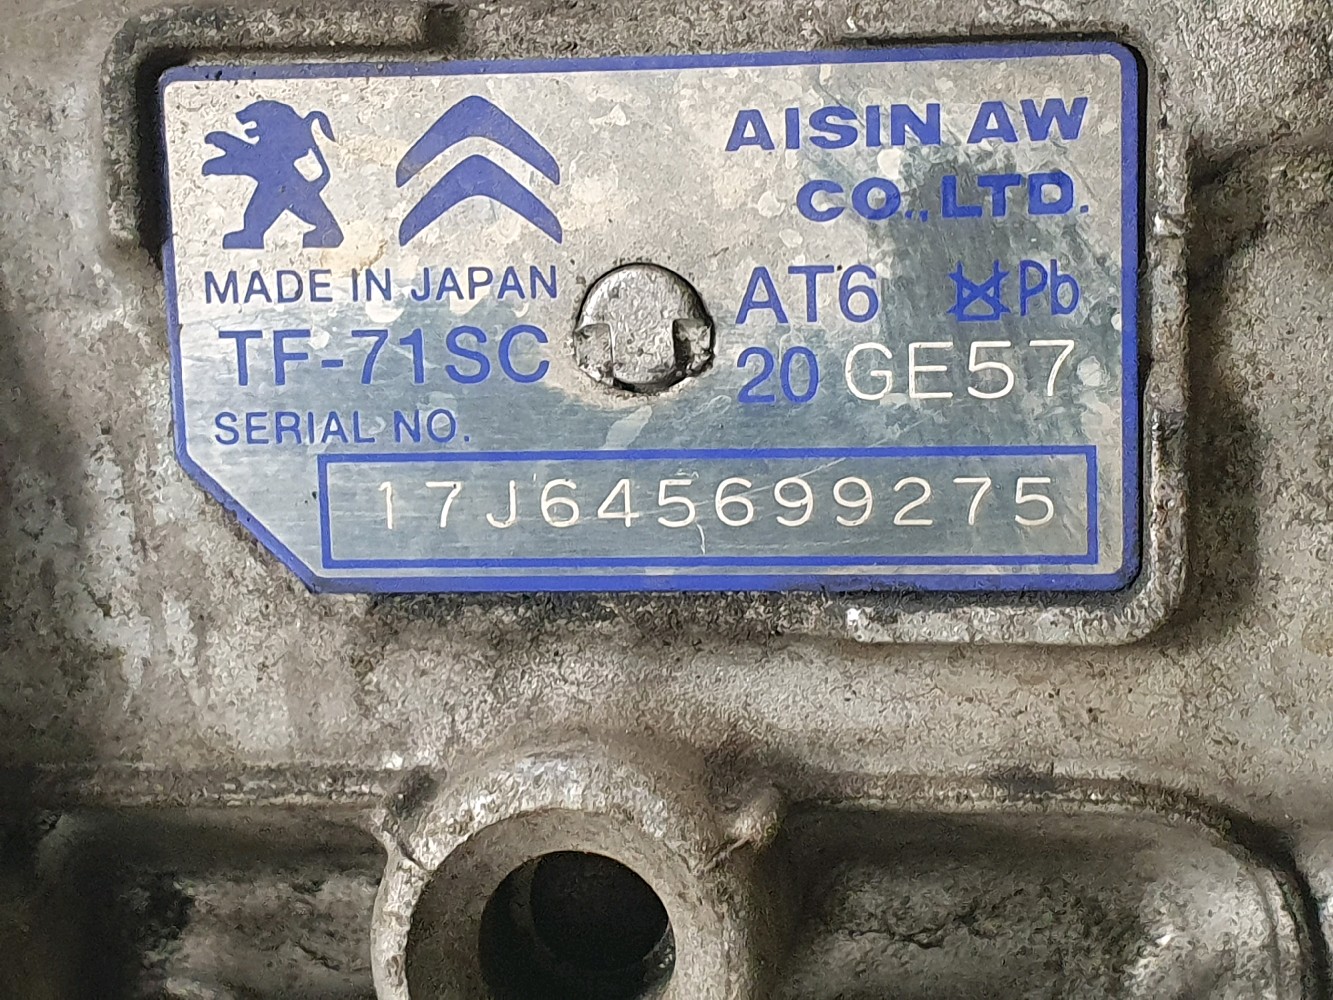 AISIN AW
CO., LTD.
MADE IN JAPAN
AT6 Pb
TF-71SC
20 GE57
SERIAL NO.
17J645699275